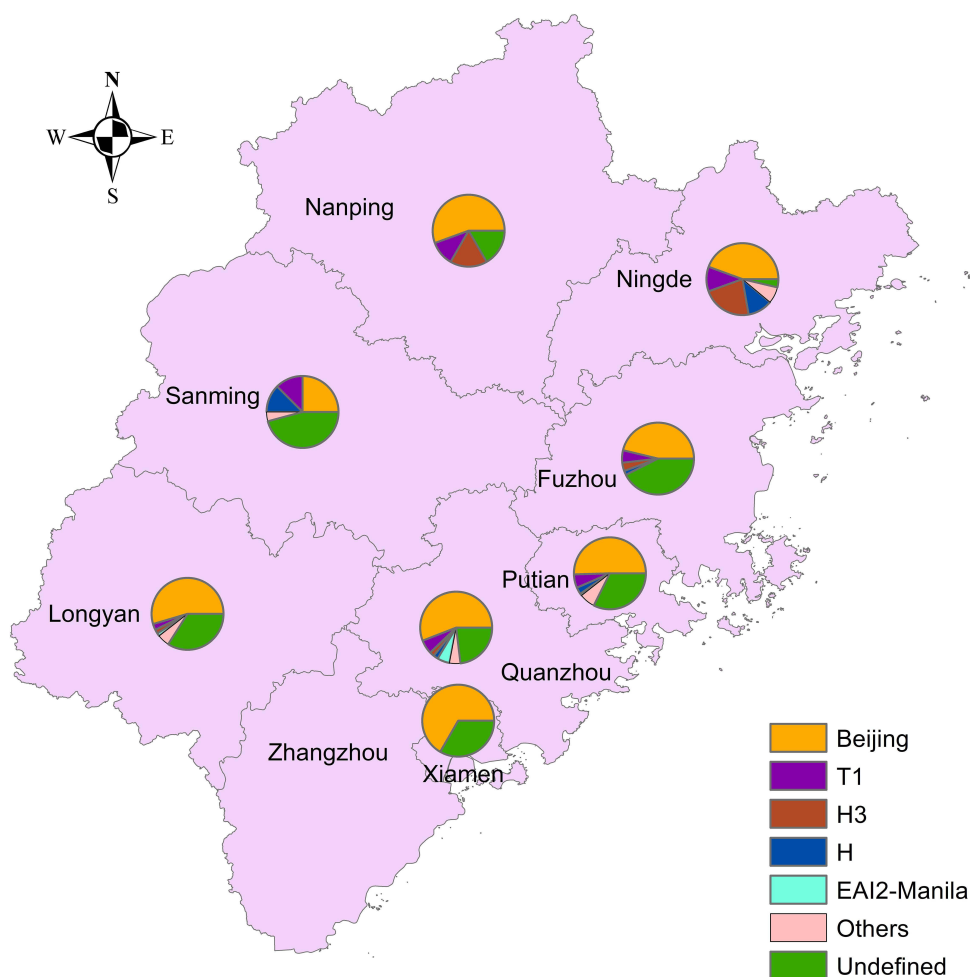 N
W
E
S
Nanping
Ningde
Sanming
Fuzhou
Putian
Longyan
Quanzhou
Zhangzhou
Xiamen
Beijing
T1
H3
H
EAI2-Manila
Others
Undefined